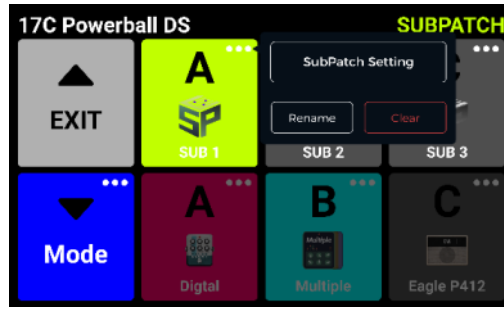 17C Powerball DS
SUBPATCH
EXIT
A
SP
SUB 1
SubPatch Setting
Rename
Clear
SUB 2
C
SUB 3
Mode
A
Digtal
B
Multiple
Multiple
C
Eagle P412